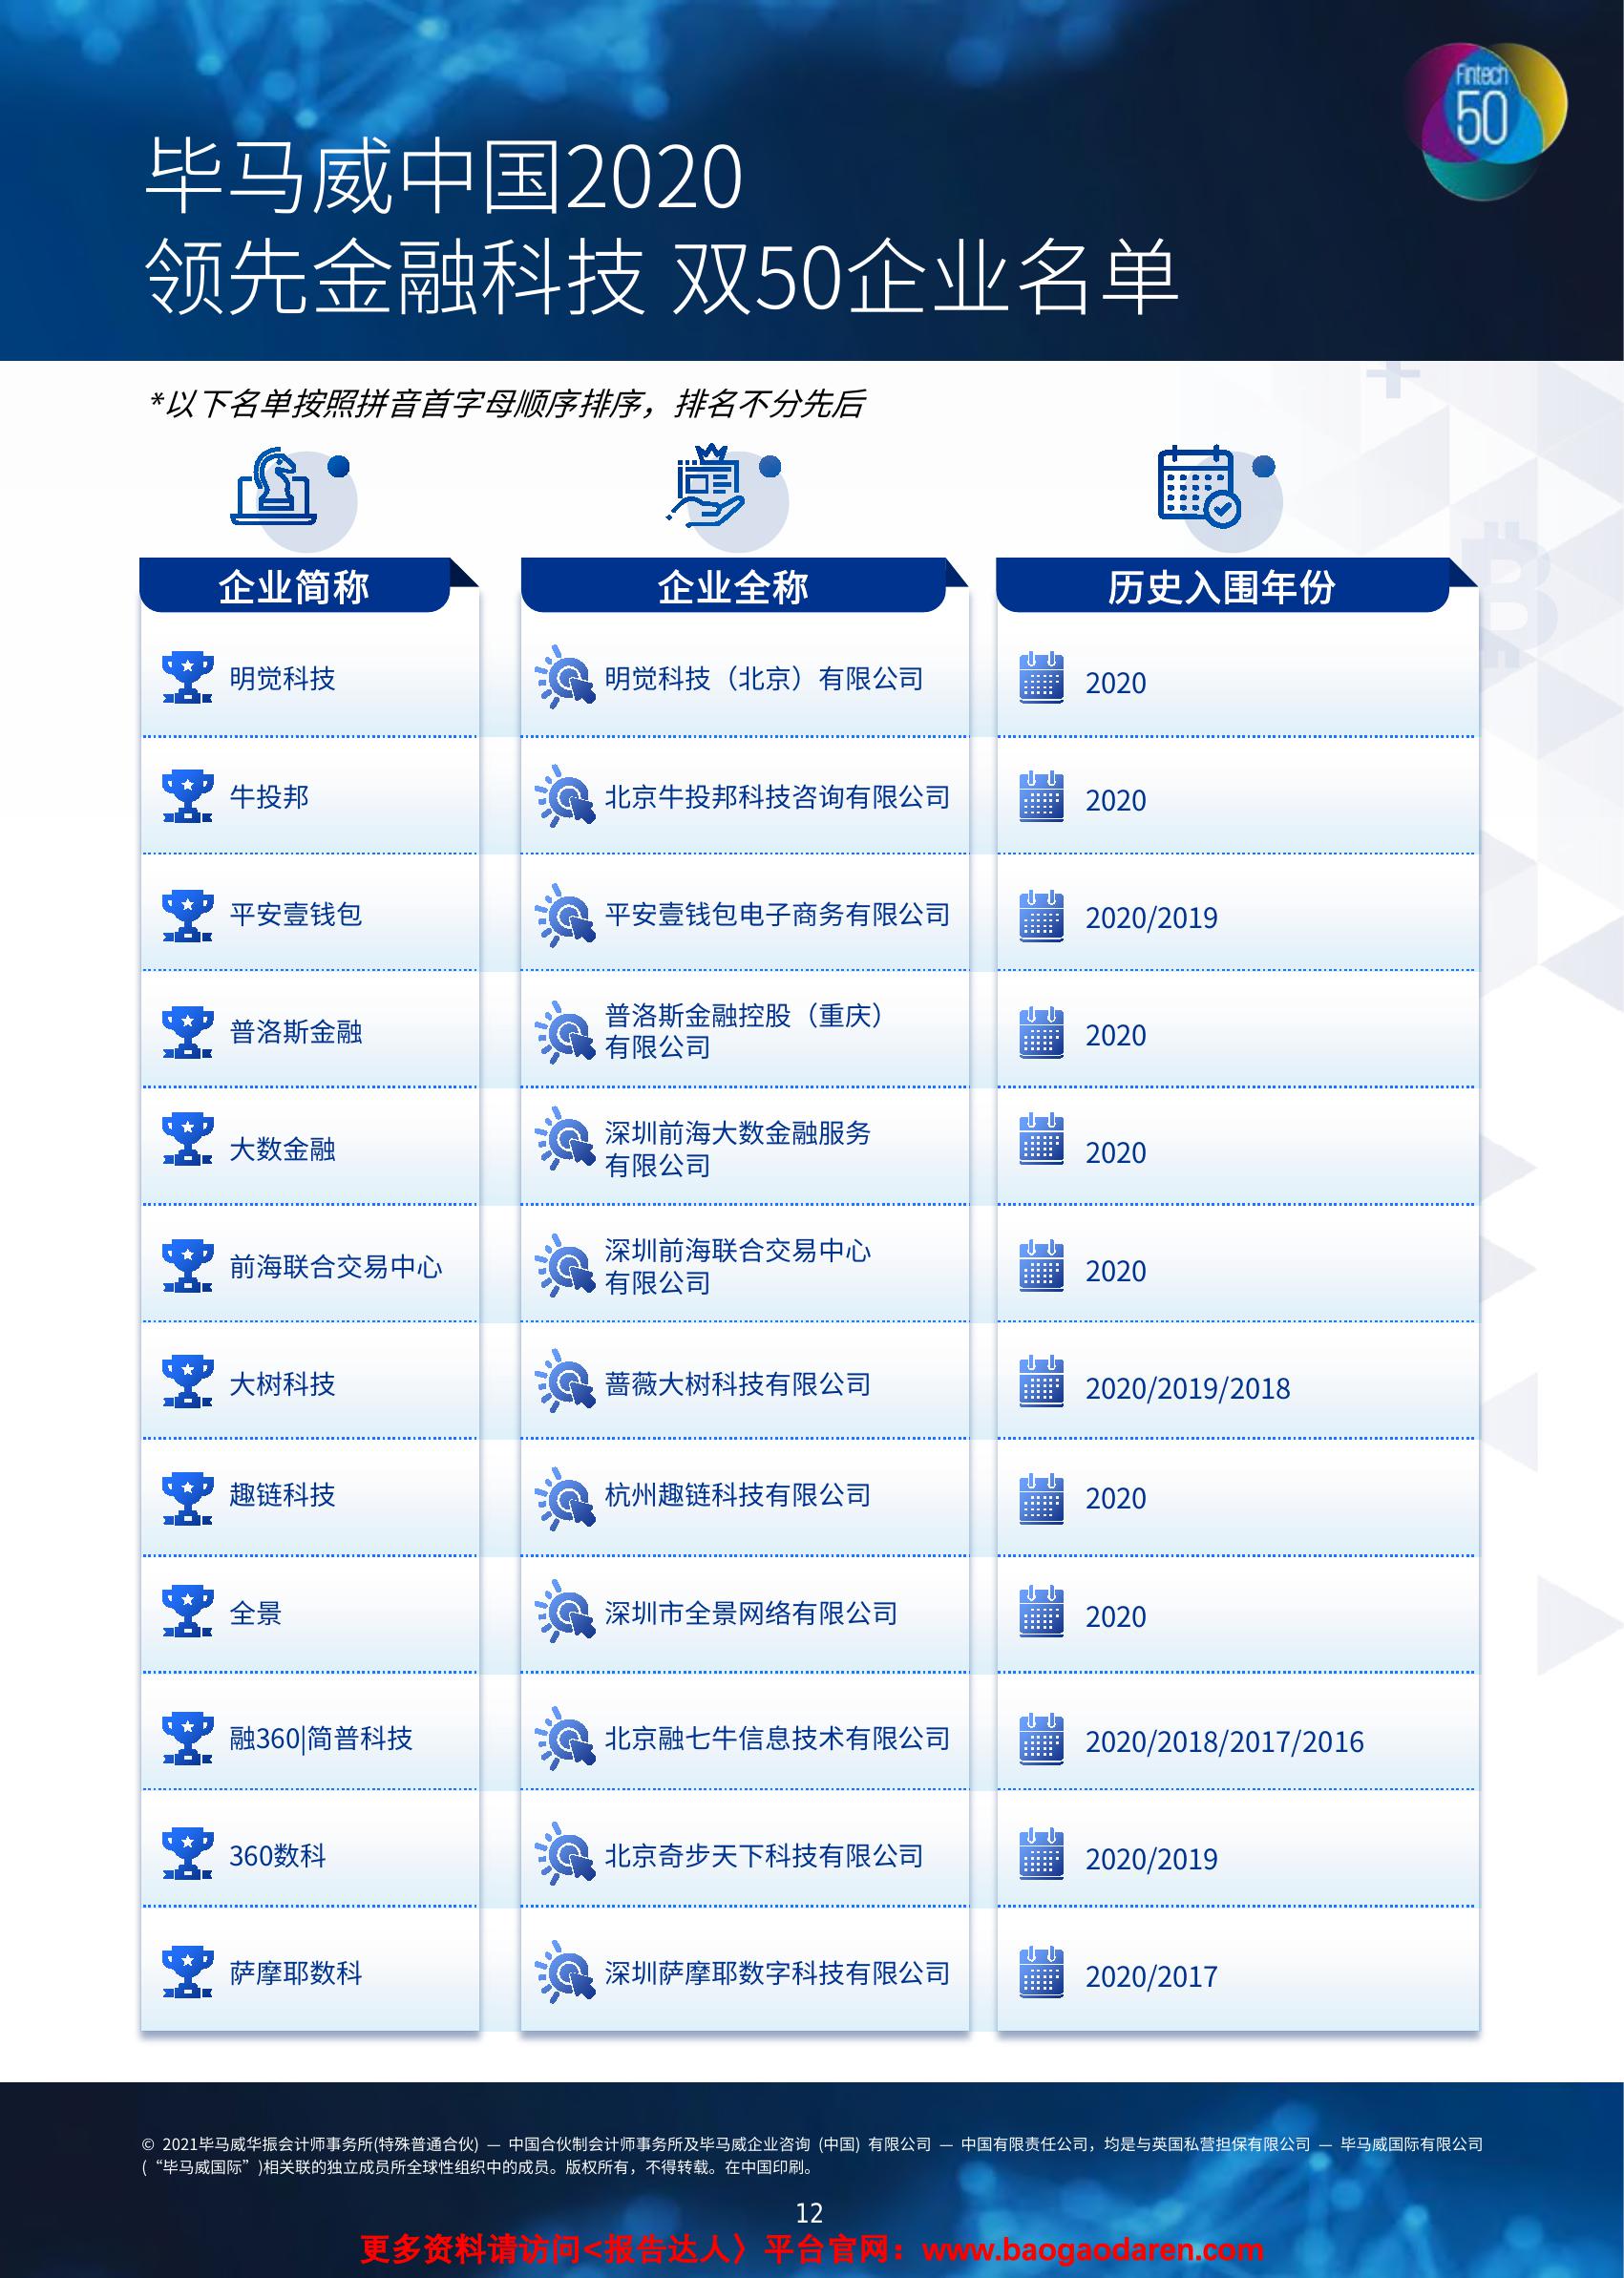 Fintech
50
毕马威中国2020
领先金融科技 双50企业名单
*以下名单按照拼音首字母顺序排序，排名不分先后
企业简称
企业全称
历史入围年份
明觉科技
明觉科技（北京）有限公司
2020
牛投邦
北京牛投邦科技咨询有限公司
2020
平安壹钱包
平安壹钱包电子商务有限公司
2020/2019
普洛斯金融
普洛斯金融控股（重庆）
有限公司
2020
大数金融
深圳前海大数金融服务
有限公司
2020
前海联合交易中心
深圳前海联合交易中心
有限公司
2020
大树科技
蔷薇大树科技有限公司
2020/2019/2018
趣链科技
杭州趣链科技有限公司
2020
全景
深圳市全景网络有限公司
2020
融360|简普科技
北京融七牛信息技术有限公司
2020/2018/2017/2016
360数科
北京奇步天下科技有限公司
2020/2019
萨摩耶数科
深圳萨摩耶数字科技有限公司
2020/2017
© 2021毕马威华振会计师事务所(特殊普通合伙) — 中国合伙制会计师事务所及毕马威企业咨询 (中国) 有限公司 — 中国有限责任公司，均是与英国私营担保有限公司 — 毕马威国际有限公司
(“毕马威国际”)相关联的独立成员所全球性组织中的成员。版权所有，不得转载。在中国印刷。
12
更多资料请访问<报告达人〉平台官网：www.baogaodaren.com